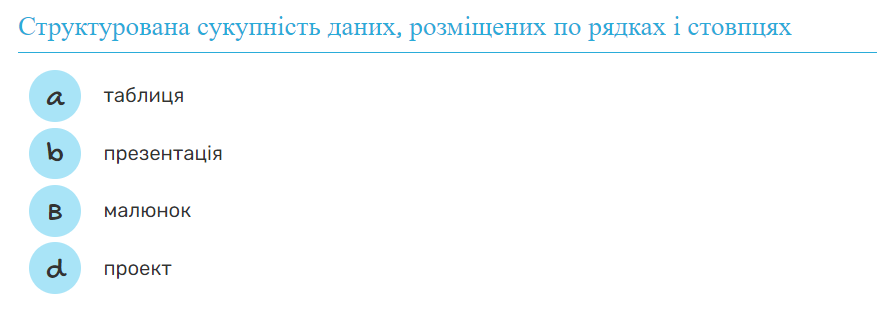 Структурована сукупність даних, розміщених по рядках і стовпцях
a таблиця
b презентація
в малюнок
d проект